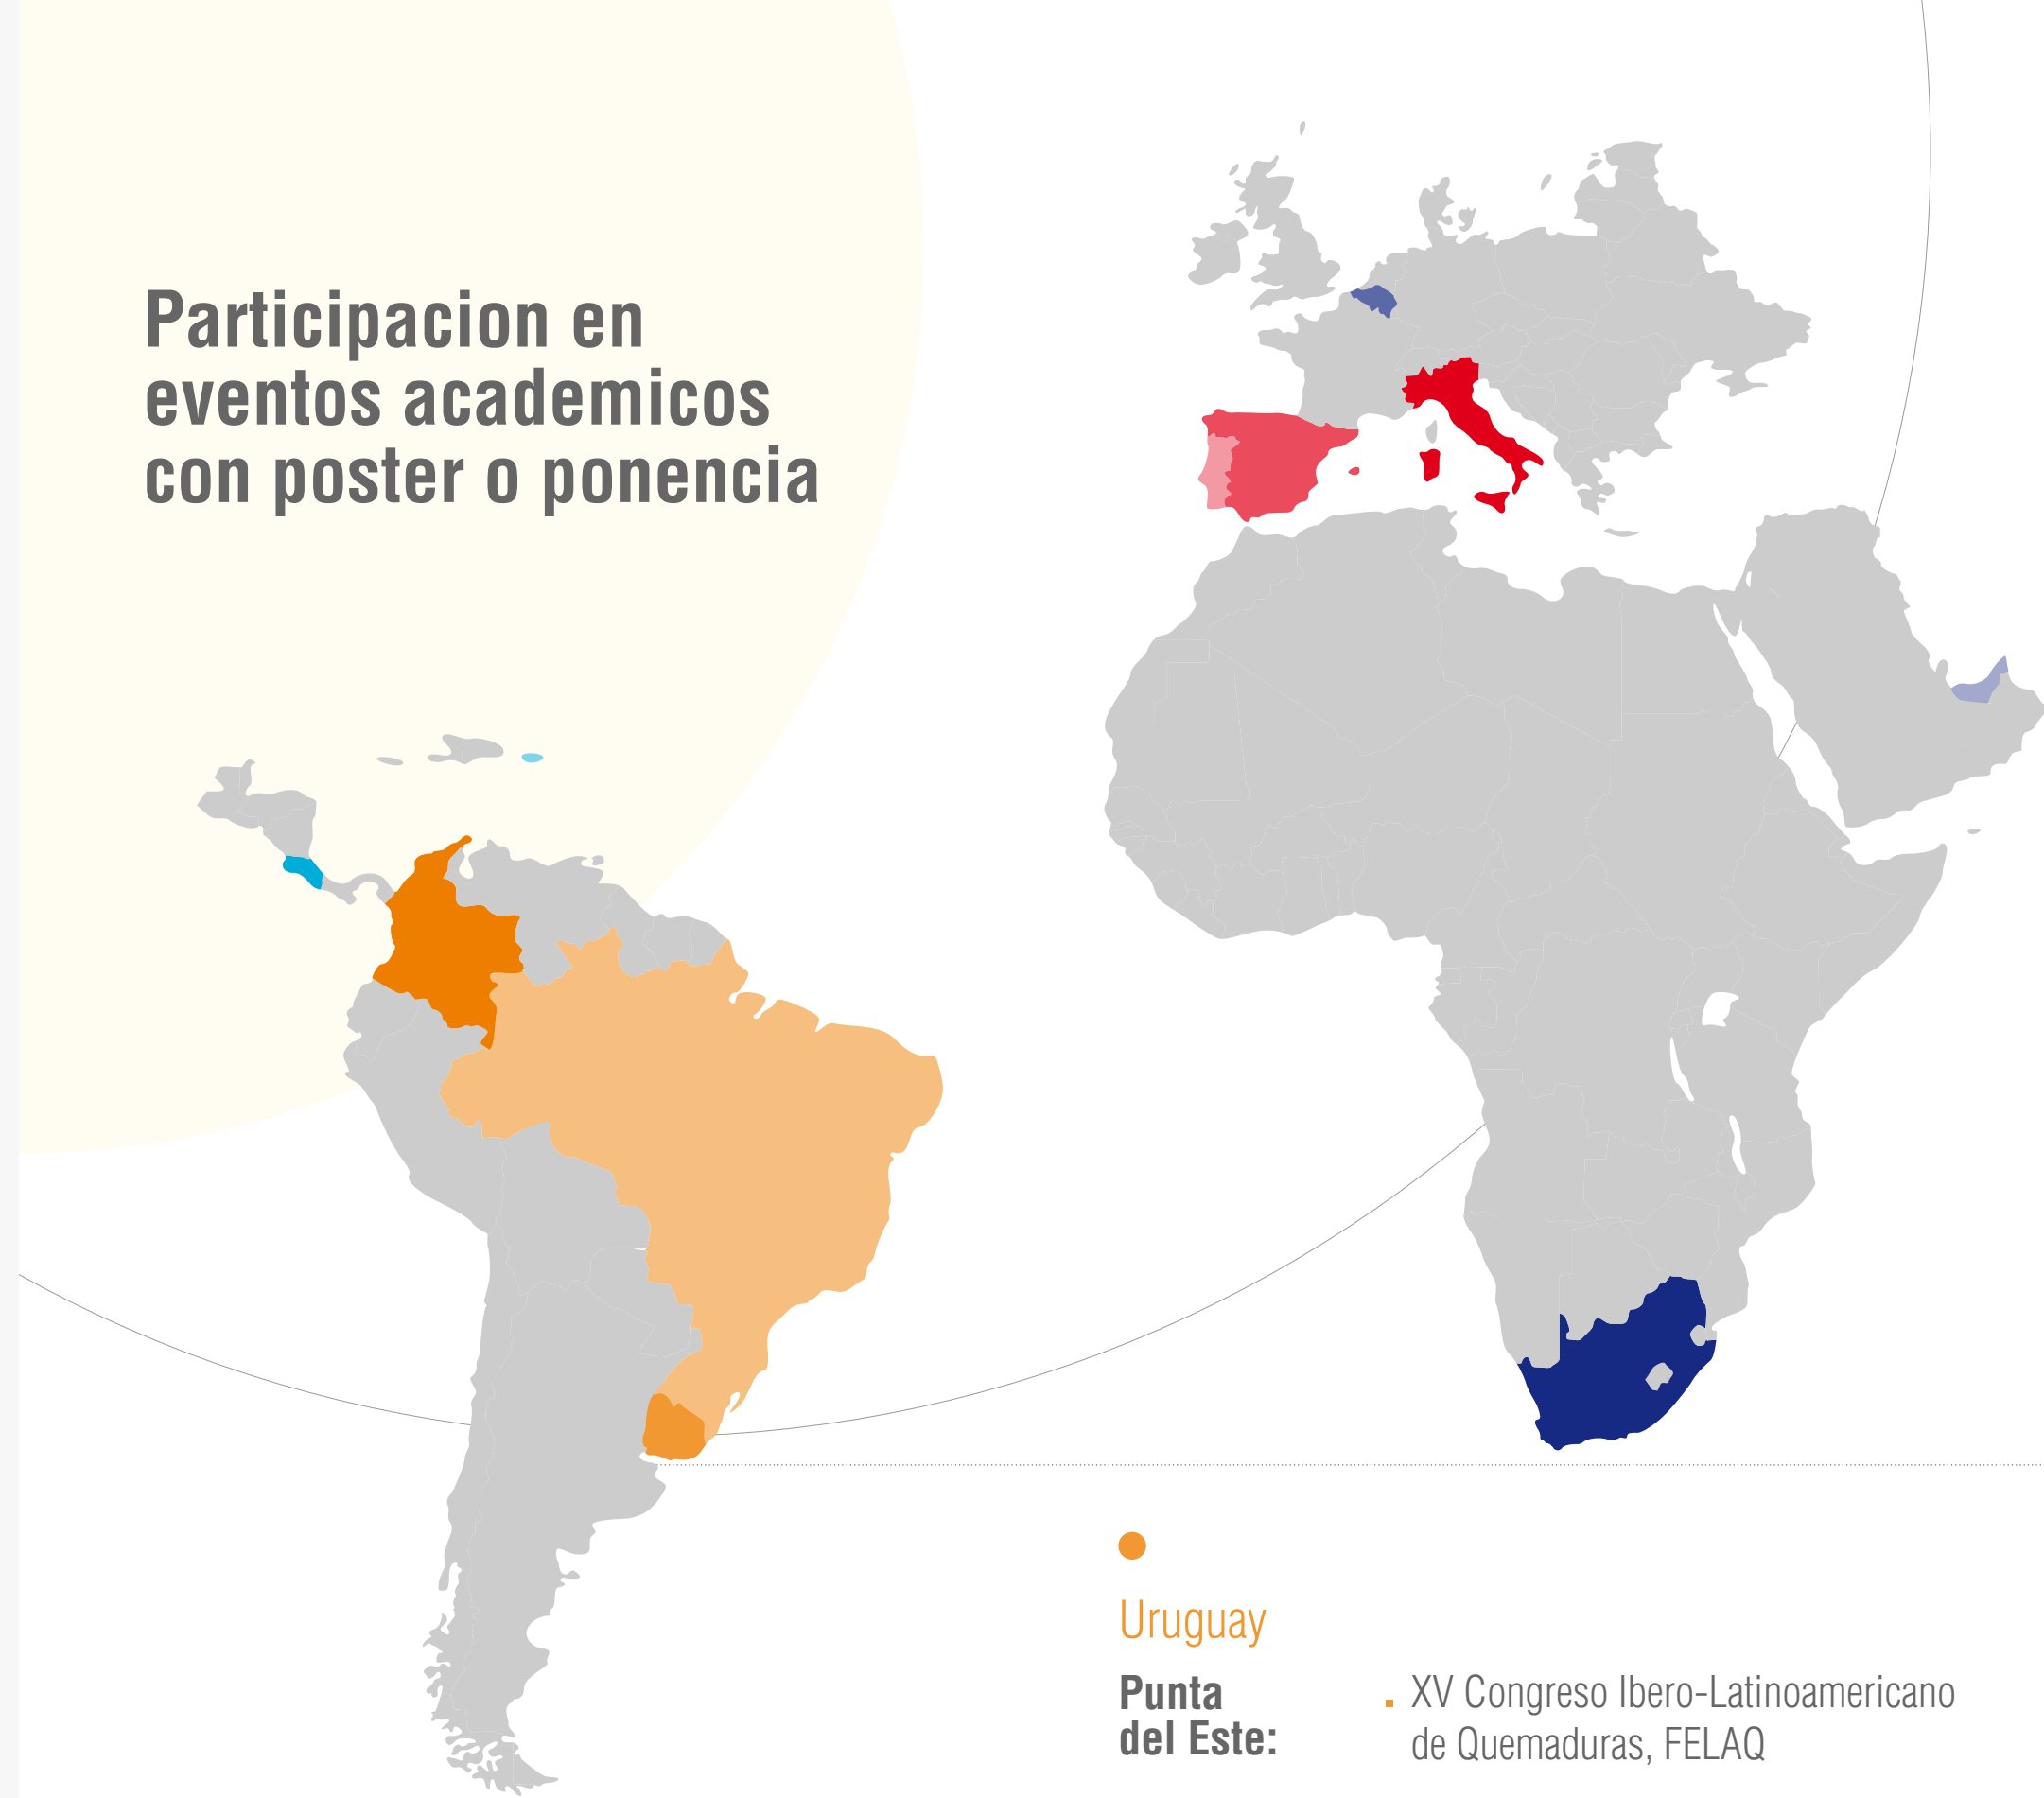 Participacion en
eventos academicos
con poster o ponencia
Uruguay
Punta
del Este:
XV Congreso Ibero-Latinoamericano
de Quemaduras, FELAQ